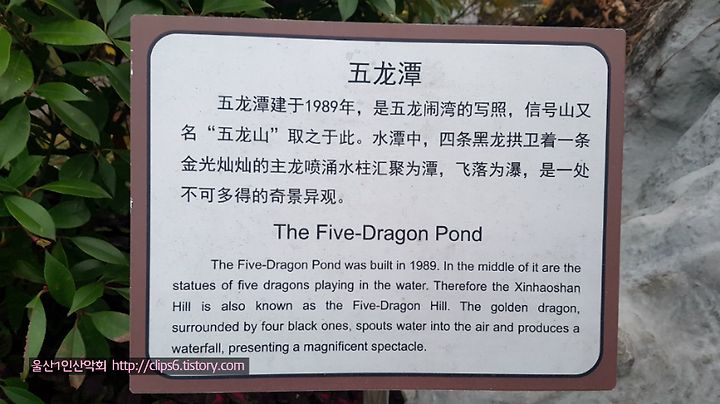 五龙潭
五龙潭建于1989年，是五龙闹湾的写照，信号山又
名“五龙山”取之于此。水潭中，四条黑龙拱卫着一条
金光灿灿的主龙喷涌水柱汇聚为潭，飞落为瀑，是一处
不可多得的奇景异观。
The Five-Dragon Pond
The Five-Dragon Pond was built in 1989. In the middle of it are the
statues of five dragons playing in the water. Therefore the Xinhaoshan
Hill is also known as the Five-Dragon Hill. The golden dragon,
surrounded by four black ones, spouts water into the air and produces a
waterfall, presenting a magnificent spectacle.
울산1인산악회 http://clips6.tistory.com